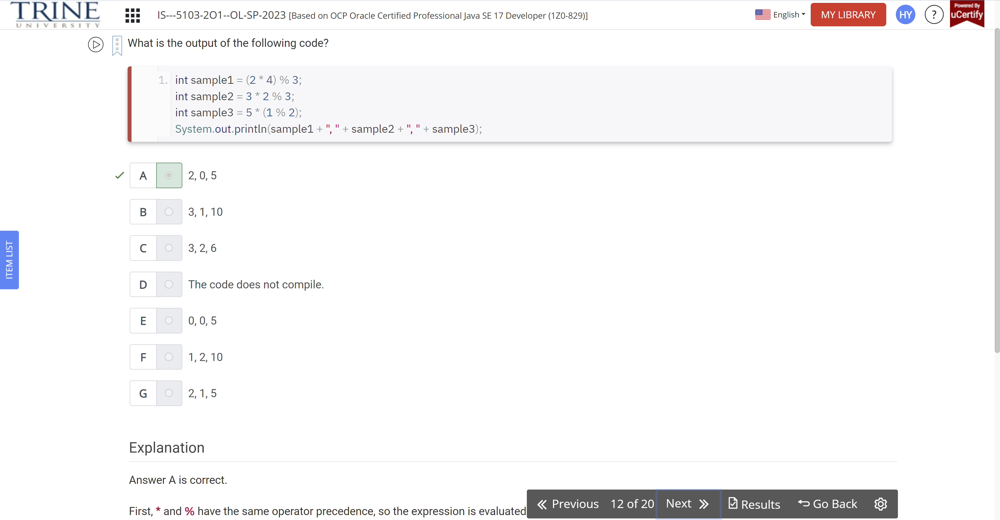 TRINE
UNIVERSITY
IS---5103-2O1--OL-SP-2023 [Based on OCP Oracle Certified Professional Java SE 17 Developer (1Z0-829)]
English
MY LIBRARY
HY
?
Powered By
uCertify
What is the output of the following code?
1. int sample1 = (2 * 4) % 3;
int sample2 = 3 * 2 % 3;
int sample3 = 5 * (1 % 2);
System.out.println(sample1 + "," + sample2 + "," + sample3);
A 2, 0, 5
B 3, 1, 10
C 3, 2, 6
D The code does not compile.
E 0, 0, 5
F 1, 2, 10
G 2, 1, 5
ITEM LIST
Explanation
Answer A is correct.
First, * and % have the same operator precedence, so the expression is evaluated
Previous 12 of 20 Next Results Go Back